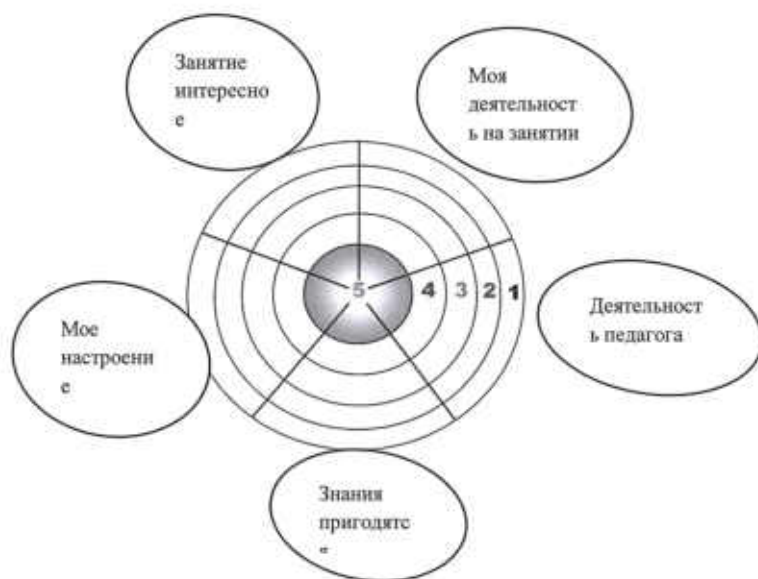 Занятие
интересно
е
Моя
деятельност
ь на занятии
5 4 3 2 1
Деятельност
ь педагога
Мое
настроени
е
Знания
пригодятс